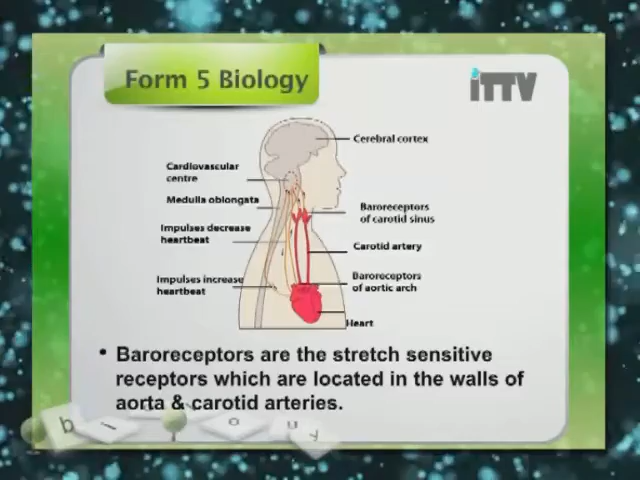 Form 5 Biology
iTTV
Cerebral cortex
Cardiovascular
centre
Medulla oblongata
Baroreceptors
of carotid sinus
Impulses decrease
heartbeat
Carotid artery
Impulses increase
heartbeat
Baroreceptors
of aortic arch
Heart
• Baroreceptors are the stretch sensitive
receptors which are located in the walls of
aorta & carotid arteries.
b i o y